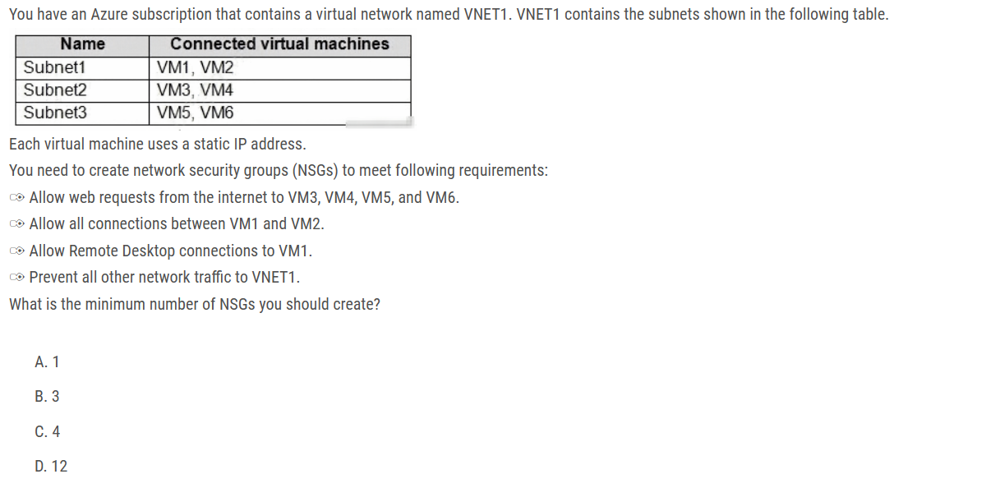 You have an Azure subscription that contains a virtual network named VNET1. VNET1 contains the subnets shown in the following table.
Name Connected virtual machines
Subnet1 VM1, VM2
Subnet2 VM3, VM4
Subnet3 VM5, VM6
Each virtual machine uses a static IP address.
You need to create network security groups (NSGs) to meet following requirements:
Allow web requests from the internet to VM3, VM4, VM5, and VM6.
Allow all connections between VM1 and VM2.
Allow Remote Desktop connections to VM1.
Prevent all other network traffic to VNET1.
What is the minimum number of NSGs you should create?
A. 1
B. 3
C. 4
D. 12